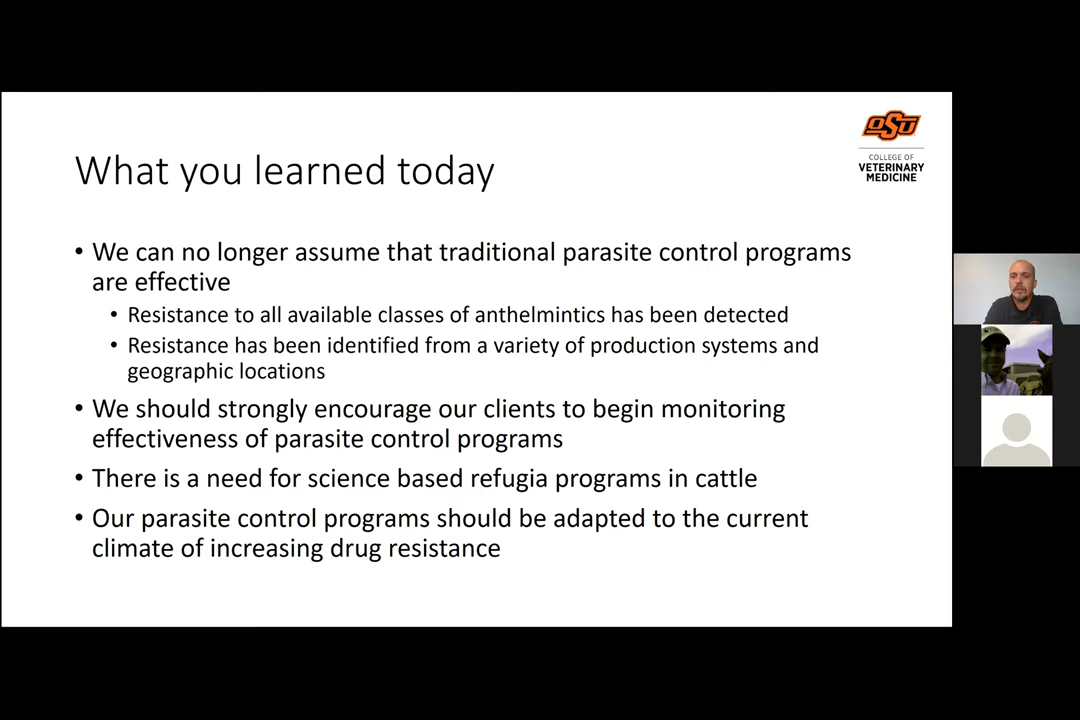 OSU
COLLEGE OF
VETERINARY
MEDICINE
What you learned today
• We can no longer assume that traditional parasite control programs
are effective
• Resistance to all available classes of anthelmintics has been detected
• Resistance has been identified from a variety of production systems and
geographic locations
• We should strongly encourage our clients to begin monitoring
effectiveness of parasite control programs
• There is a need for science based refugia programs in cattle
• Our parasite control programs should be adapted to the current
climate of increasing drug resistance